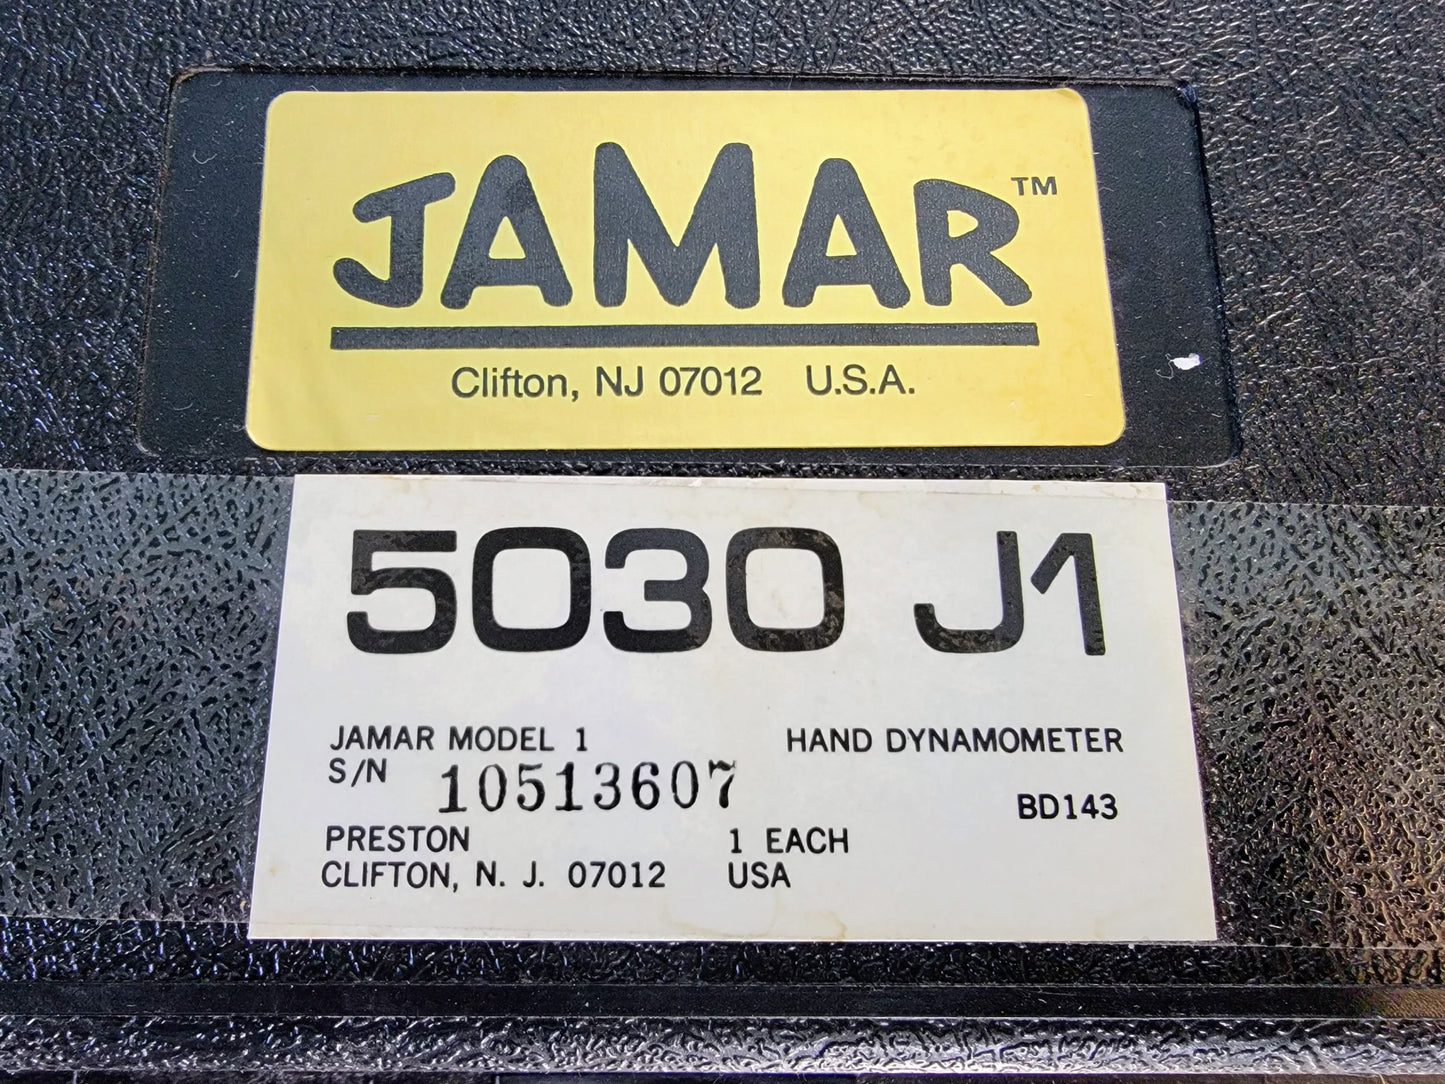 JAMAR™
Clifton, NJ 07012 U.S.A.
5030 J1
JAMAR MODEL 1 HAND DYNAMOMETER
S/N 10513607
BD143
PRESTON 1 EACH
CLIFTON, N. J. 07012 USA